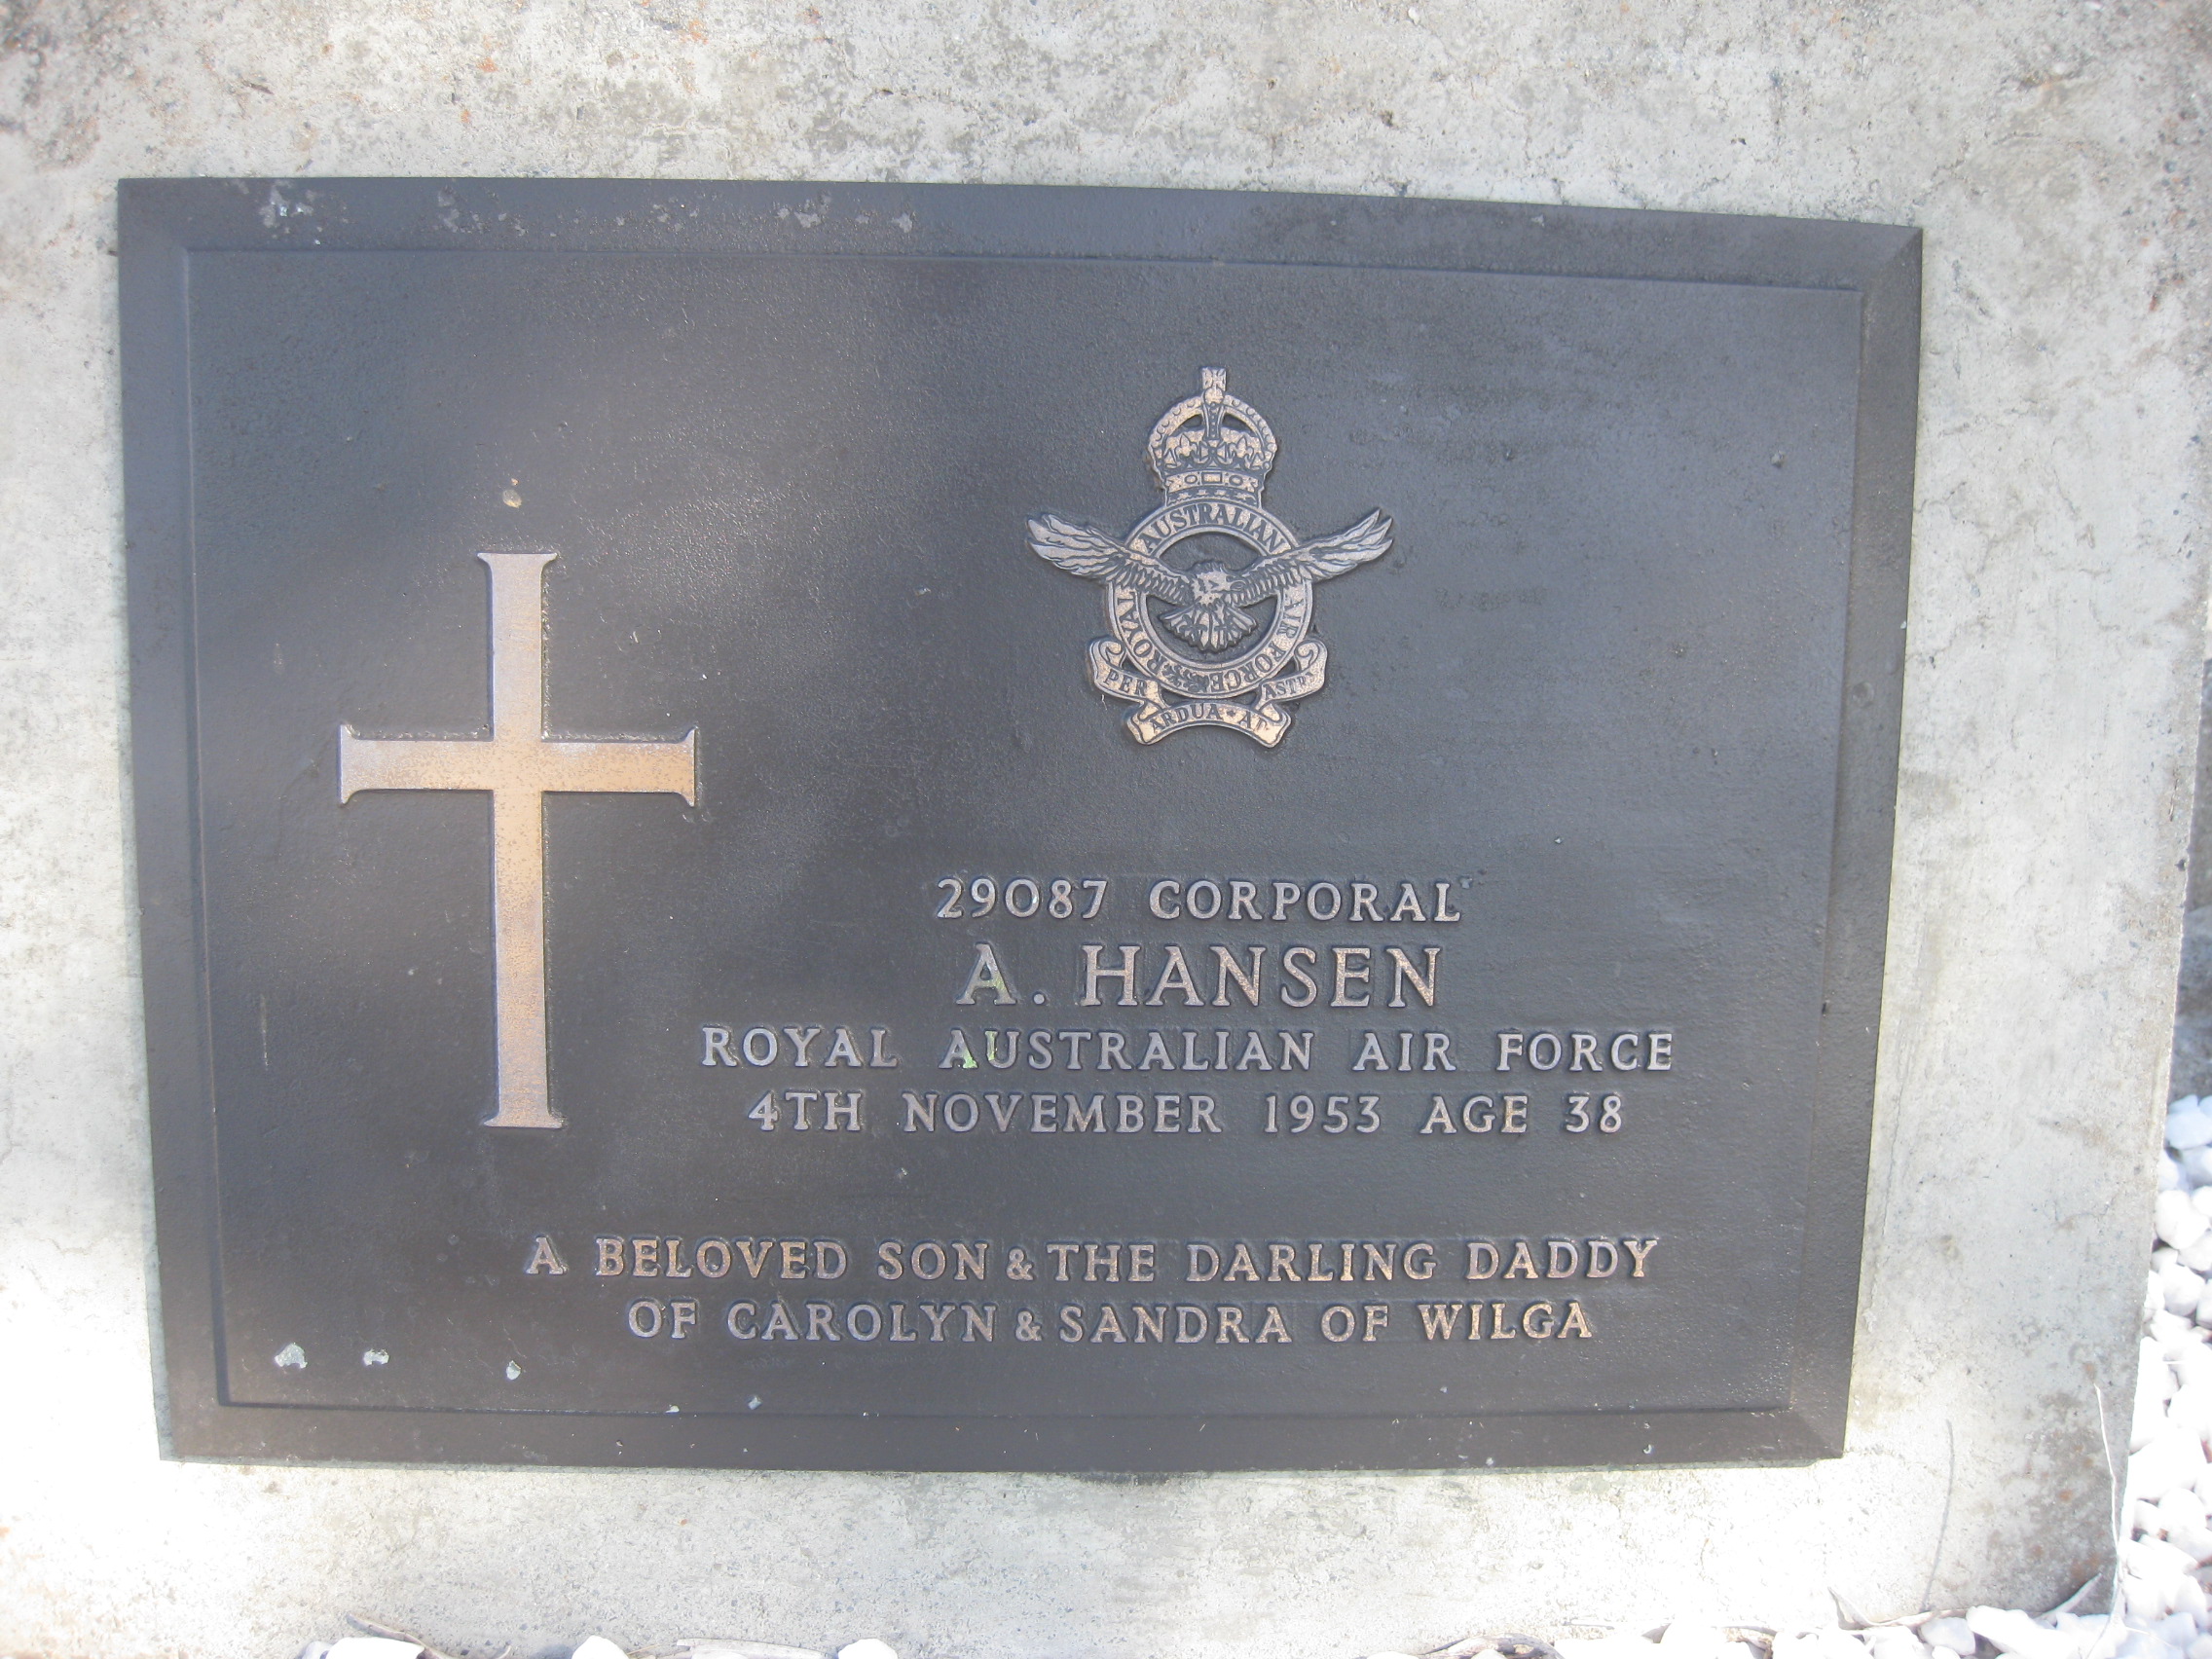 ROYAL AUSTRALIAN AIR FORCE
PER ARDUA AD ASTRA
29087 CORPORAL
A. HANSEN
ROYAL AUSTRALIAN AIR FORCE
4TH NOVEMBER 1953 AGE 38
A BELOVED SON & THE DARLING DADDY
OF CAROLYN & SANDRA OF WILGA